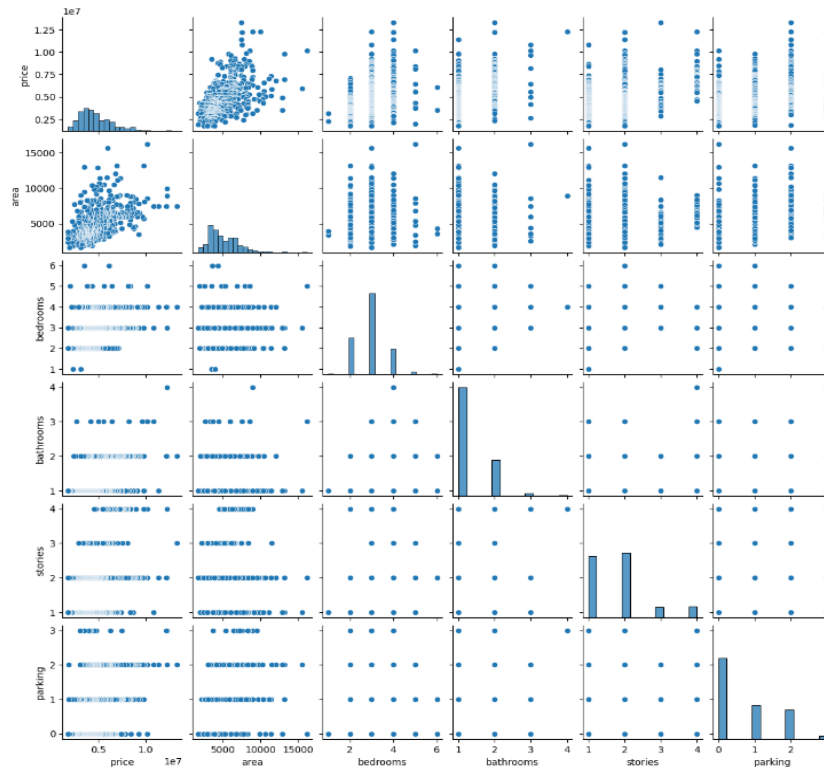 1e7
1.25
1.00
0.75
0.50
0.25
price
15000
10000
5000
area
6
5
4
3
2
1
bedrooms
4
3
2
1
bathrooms
4
3
2
1
stories
3
2
1
0
parking
0.5 1.0
1e7
price
5000 10000 15000
area
2 4 6
bedrooms
1 2 3 4
bathrooms
1 2 3 4
stories
0 1 2
parking